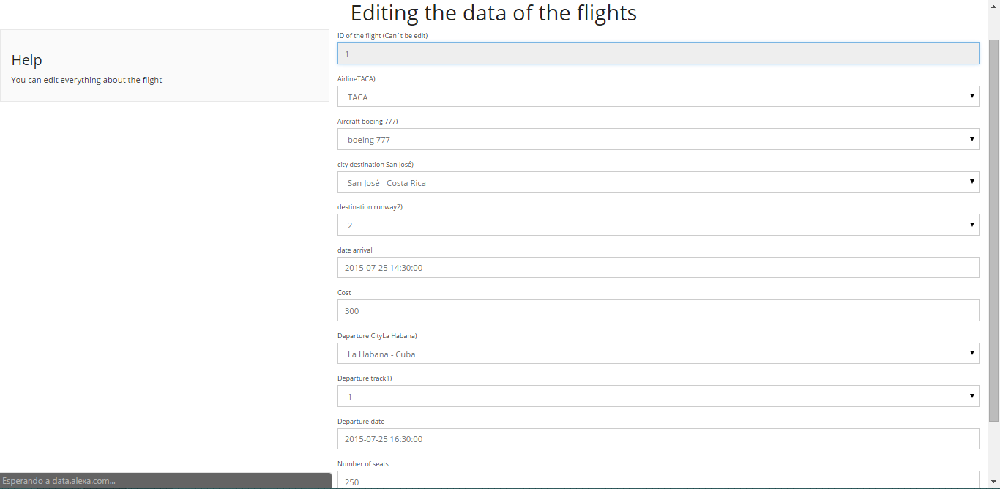 Editing the data of the flights
Help
You can edit everything about the flight
ID of the flight (Can`t be edit)
1
AirlineTACA)
TACA
Aircraft boeing 777)
boeing 777
city destination San José)
San José - Costa Rica
destination runway2)
2
date arrival
2015-07-25 14:30:00
Cost
300
Departure CityLa Habana)
La Habana - Cuba
Departure track1)
1
Departure date
2015-07-25 16:30:00
Number of seats
250
Esperando a data.alexa.com...